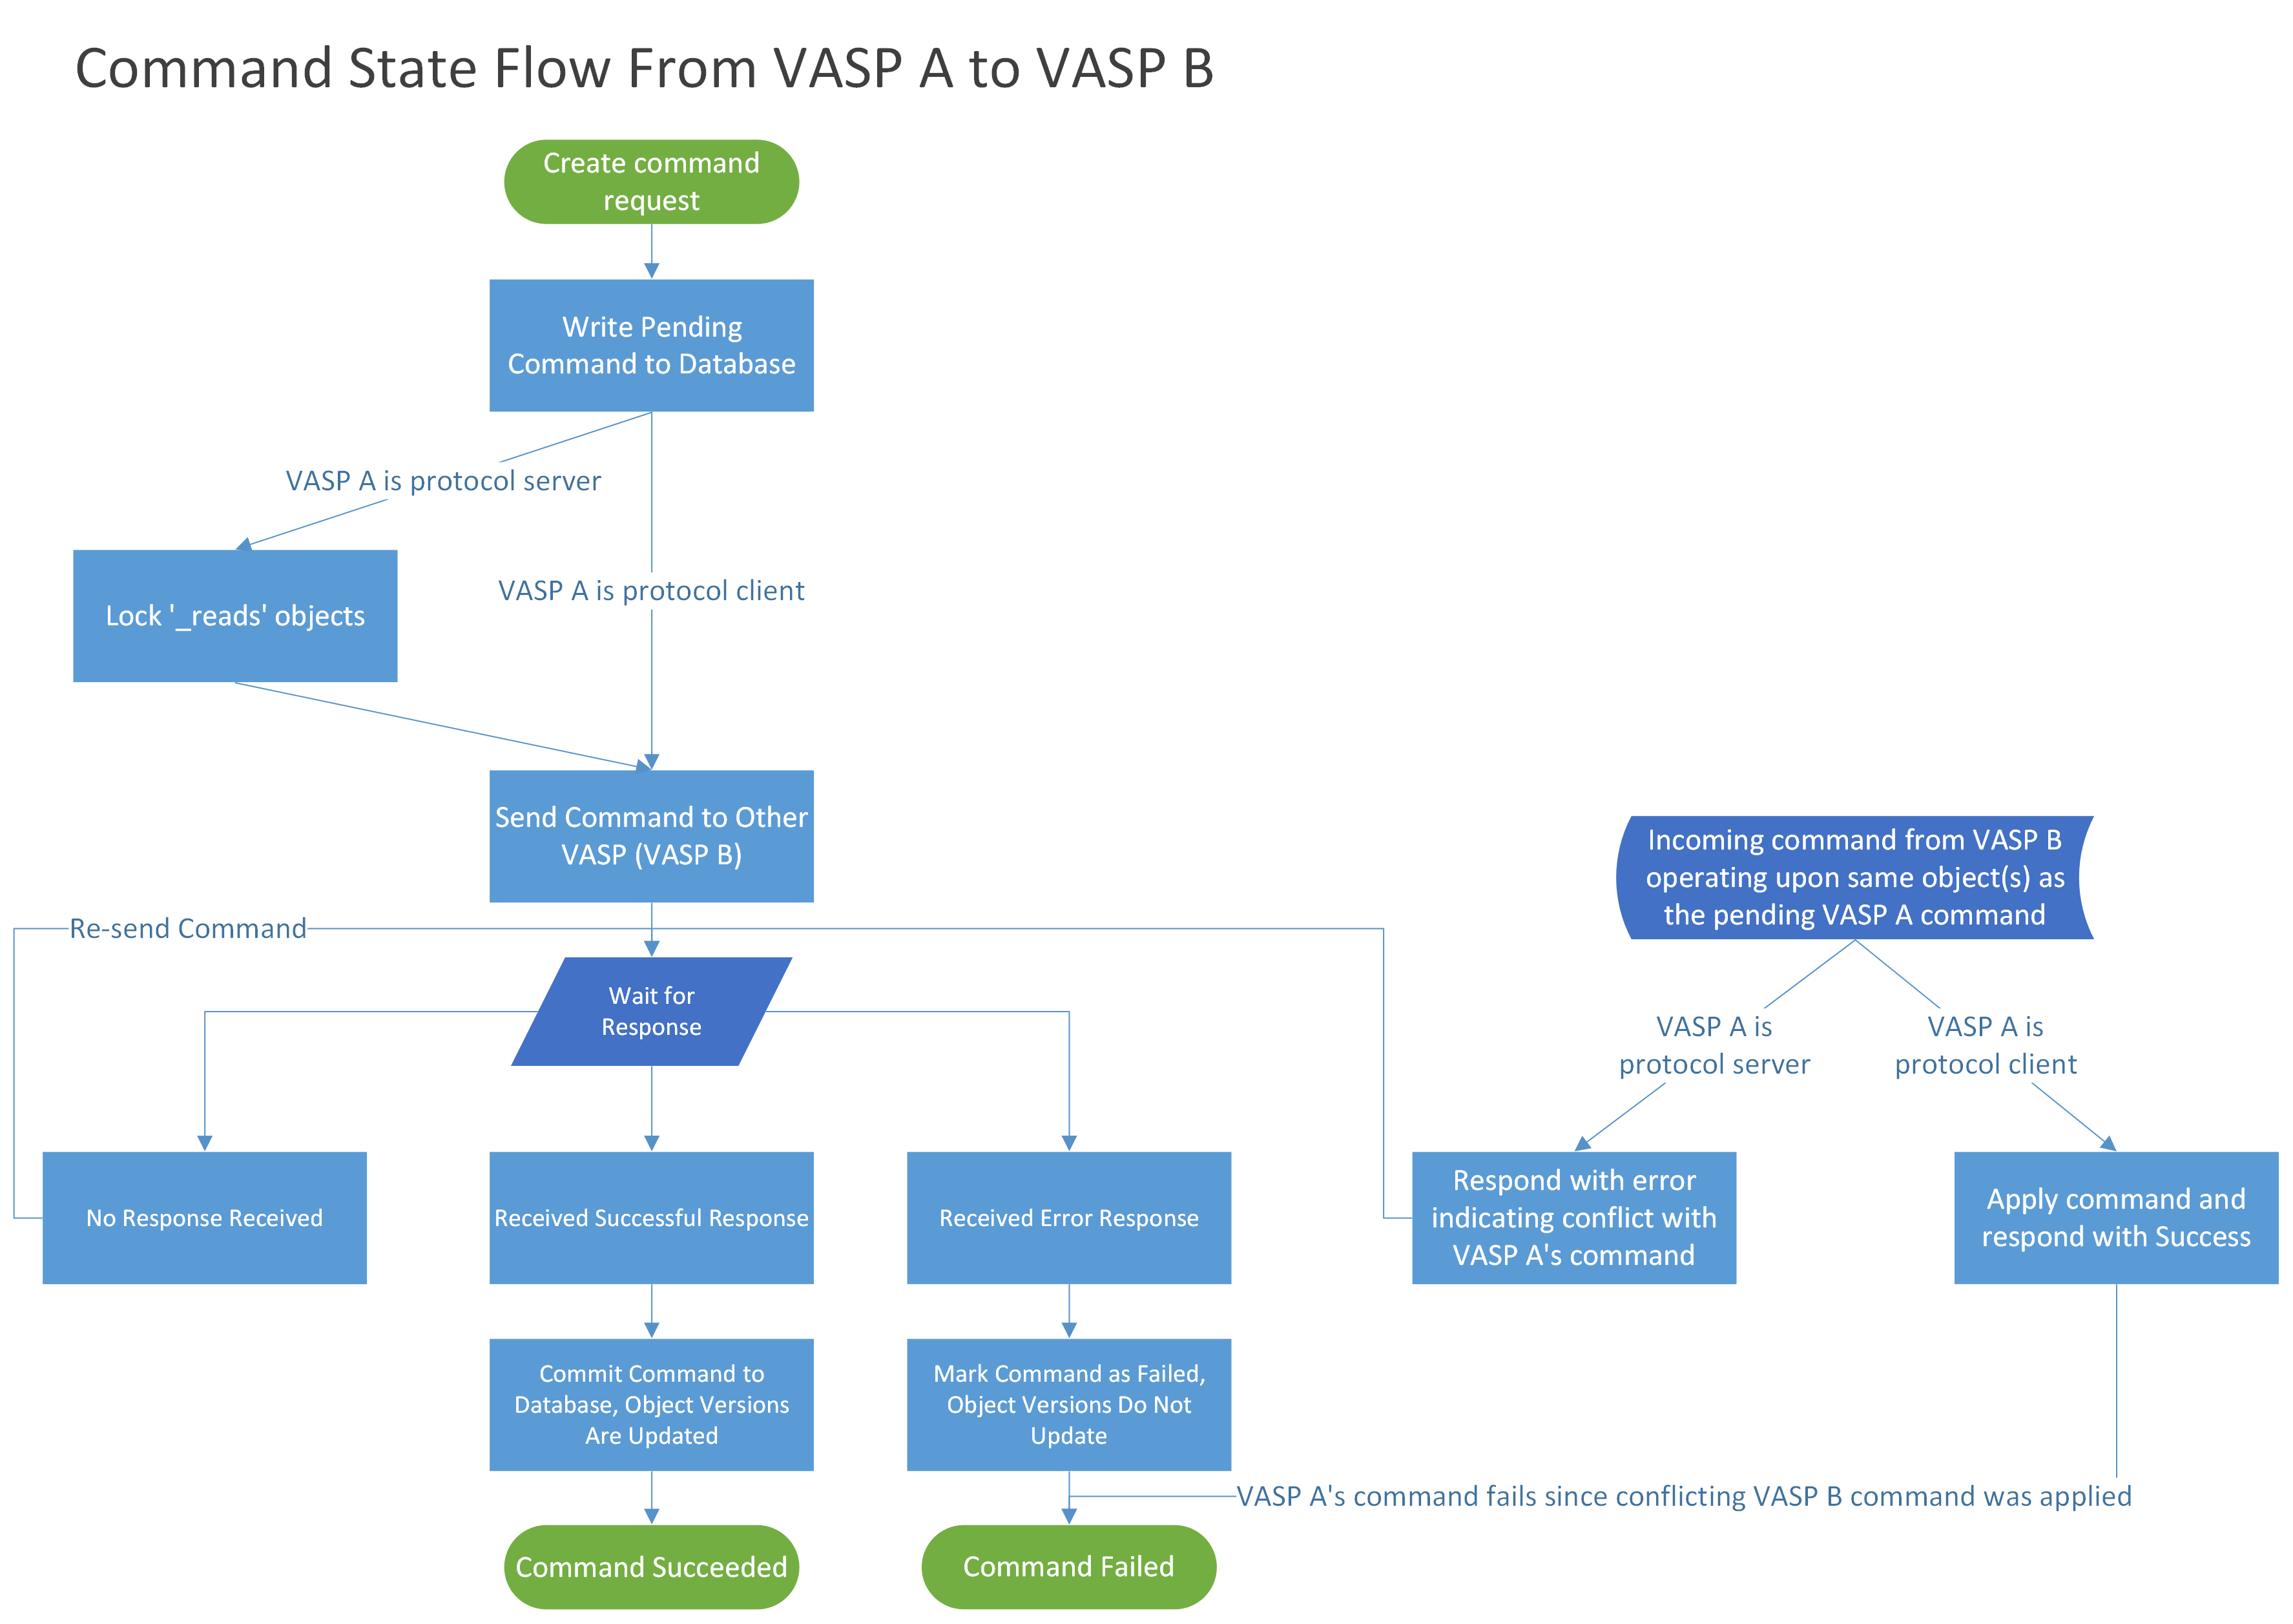 Command State Flow From VASP A to VASP B
Create command
request
Write Pending
Command to Database
VASP A is protocol server
VASP A is protocol client
Lock '_reads' objects
Send Command to Other
VASP (VASP B)
Incoming command from VASP B
operating upon same object(s) as
the pending VASP A command
Re-send Command
Wait for
Response
VASP A is
protocol server
VASP A is
protocol client
No Response Received
Received Successful Response
Received Error Response
Respond with error
indicating conflict with
VASP A's command
Apply command and
respond with Success
Commit Command to
Database, Object Versions
Are Updated
Mark Command as Failed,
Object Versions Do Not
Update
VASP A's command fails since conflicting VASP B command was applied
Command Succeeded
Command Failed